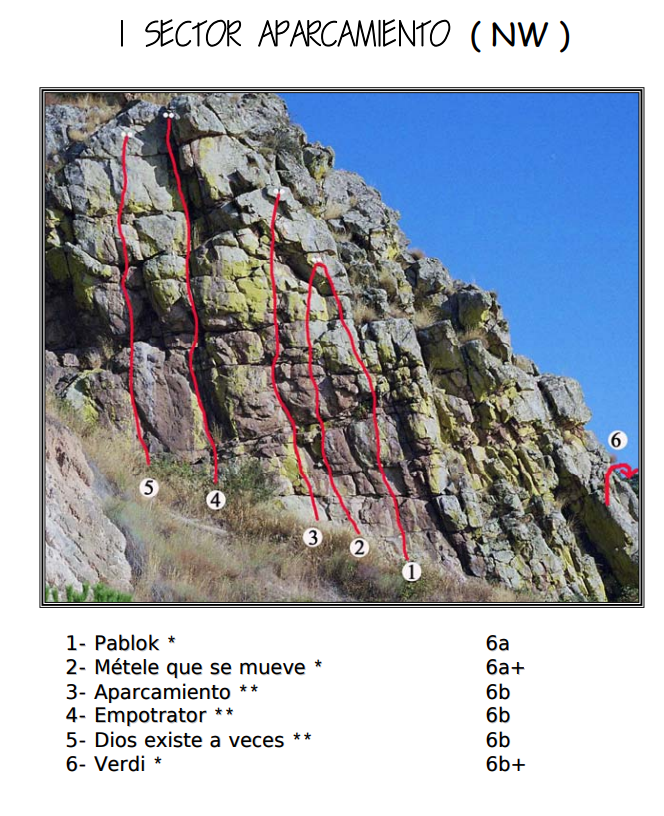 I SECTOR APARCAMIENTO ( NW )
6
5
4
3
2
1
1- Pablok * 6a
2- Métele que se mueve * 6a+
3- Aparcamiento ** 6b
4- Empotrator ** 6b
5- Dios existe a veces ** 6b
6- Verdi * 6b+